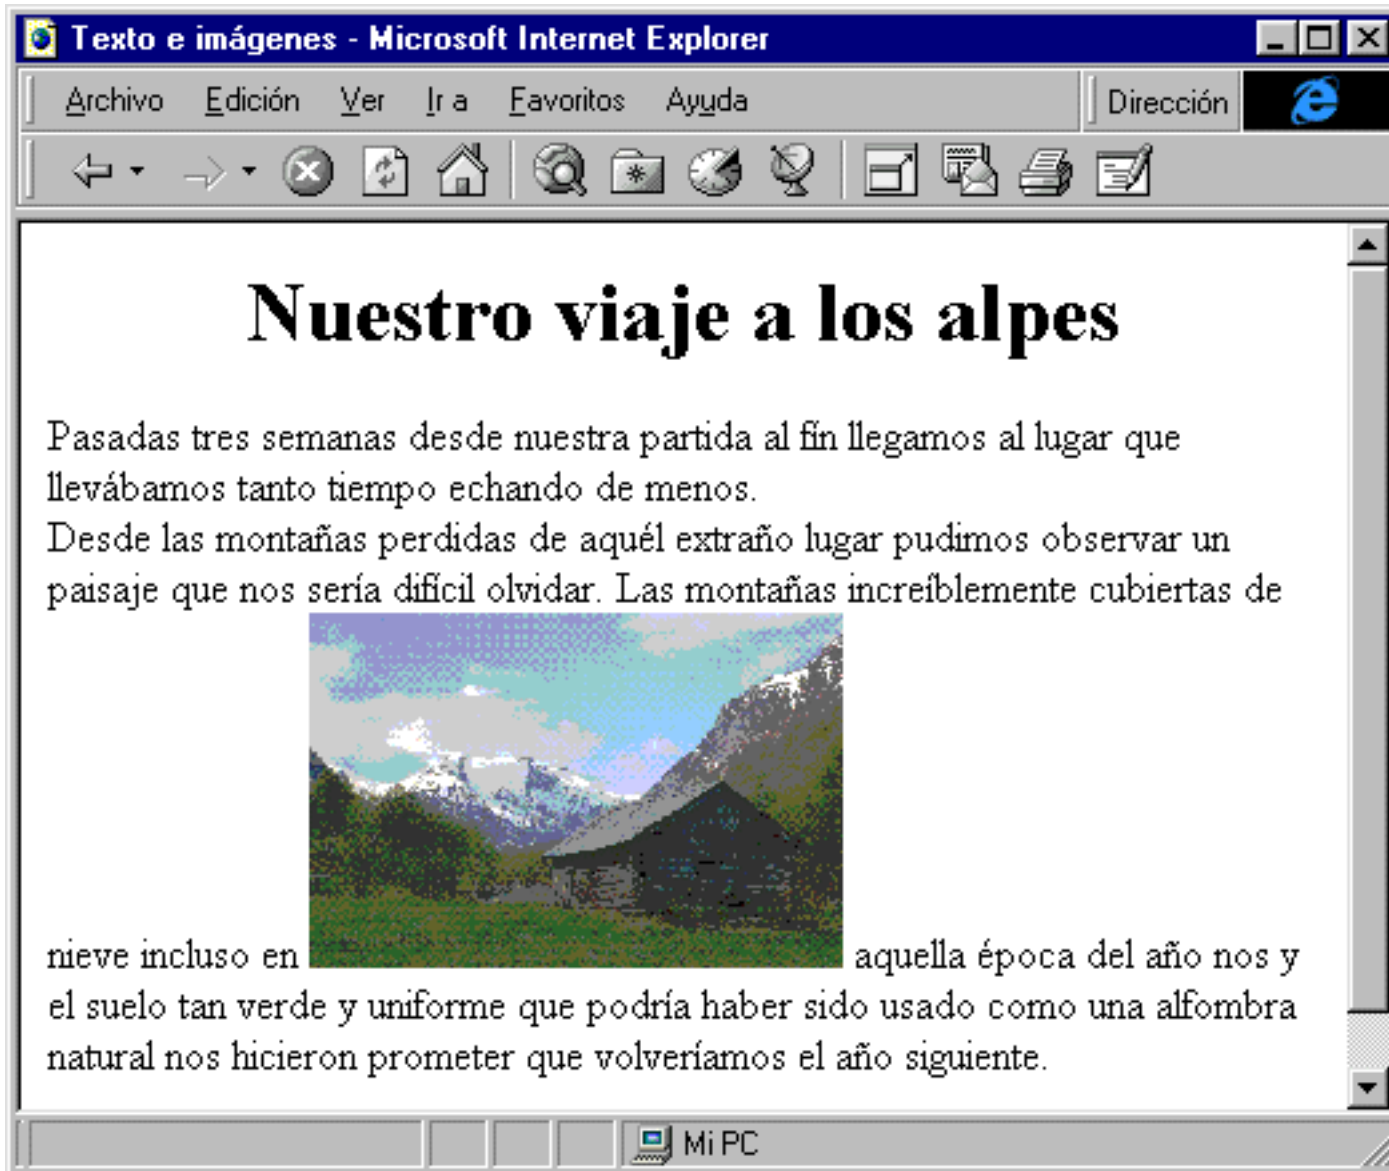 Texto e imágenes - Microsoft Internet Explorer
Archivo Edición Ver Ir a Favoritos Ayuda Dirección
Nuestro viaje a los alpes
Pasadas tres semanas desde nuestra partida al fín llegamos al lugar que
llevábamos tanto tiempo echando de menos.
Desde las montañas perdidas de aquél extraño lugar pudimos observar un
paisaje que nos sería difícil olvidar. Las montañas increíblemente cubiertas de
nieve incluso en aquella época del año nos y
el suelo tan verde y uniforme que podría haber sido usado como una alfombra
natural nos hicieron prometer que volveríamos el año siguiente.
Mi PC